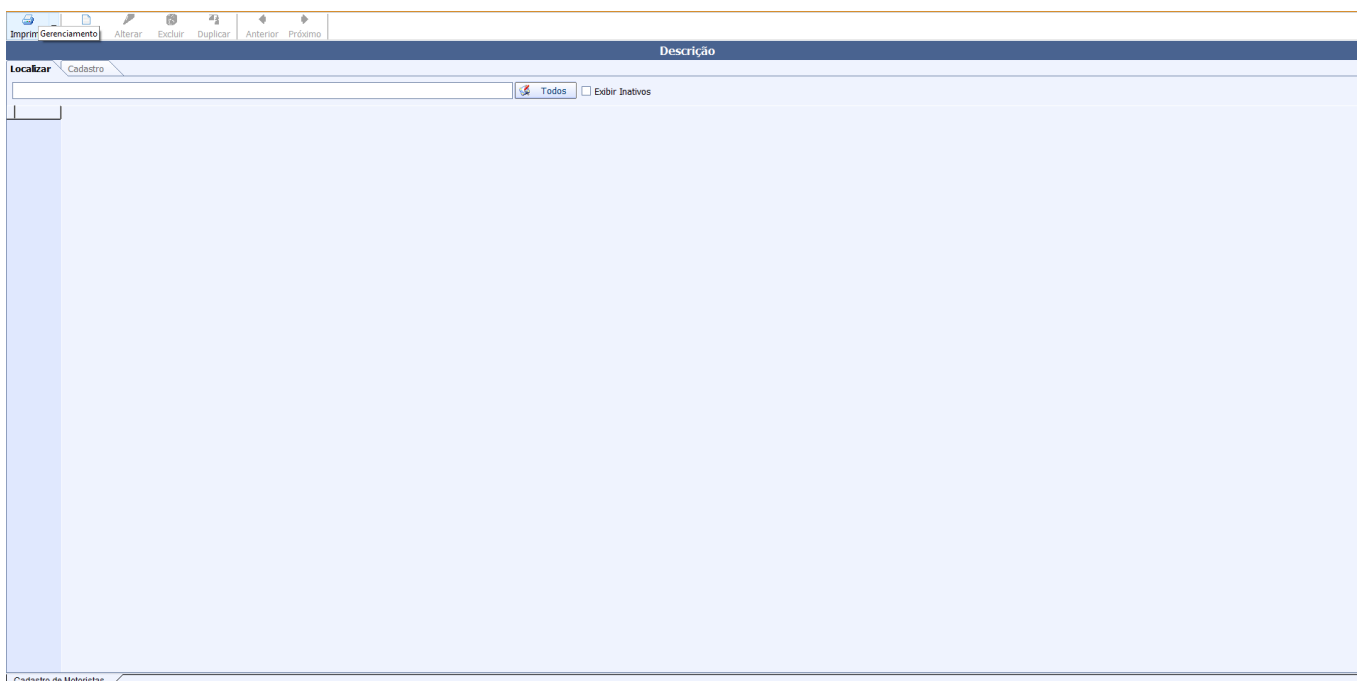 Imprim Gerenciamento Alterar Excluir Duplicar Anterior Próximo
Descrição
Localizar Cadastro
Todos Exibir Inativos
Cadastro de Motoristas